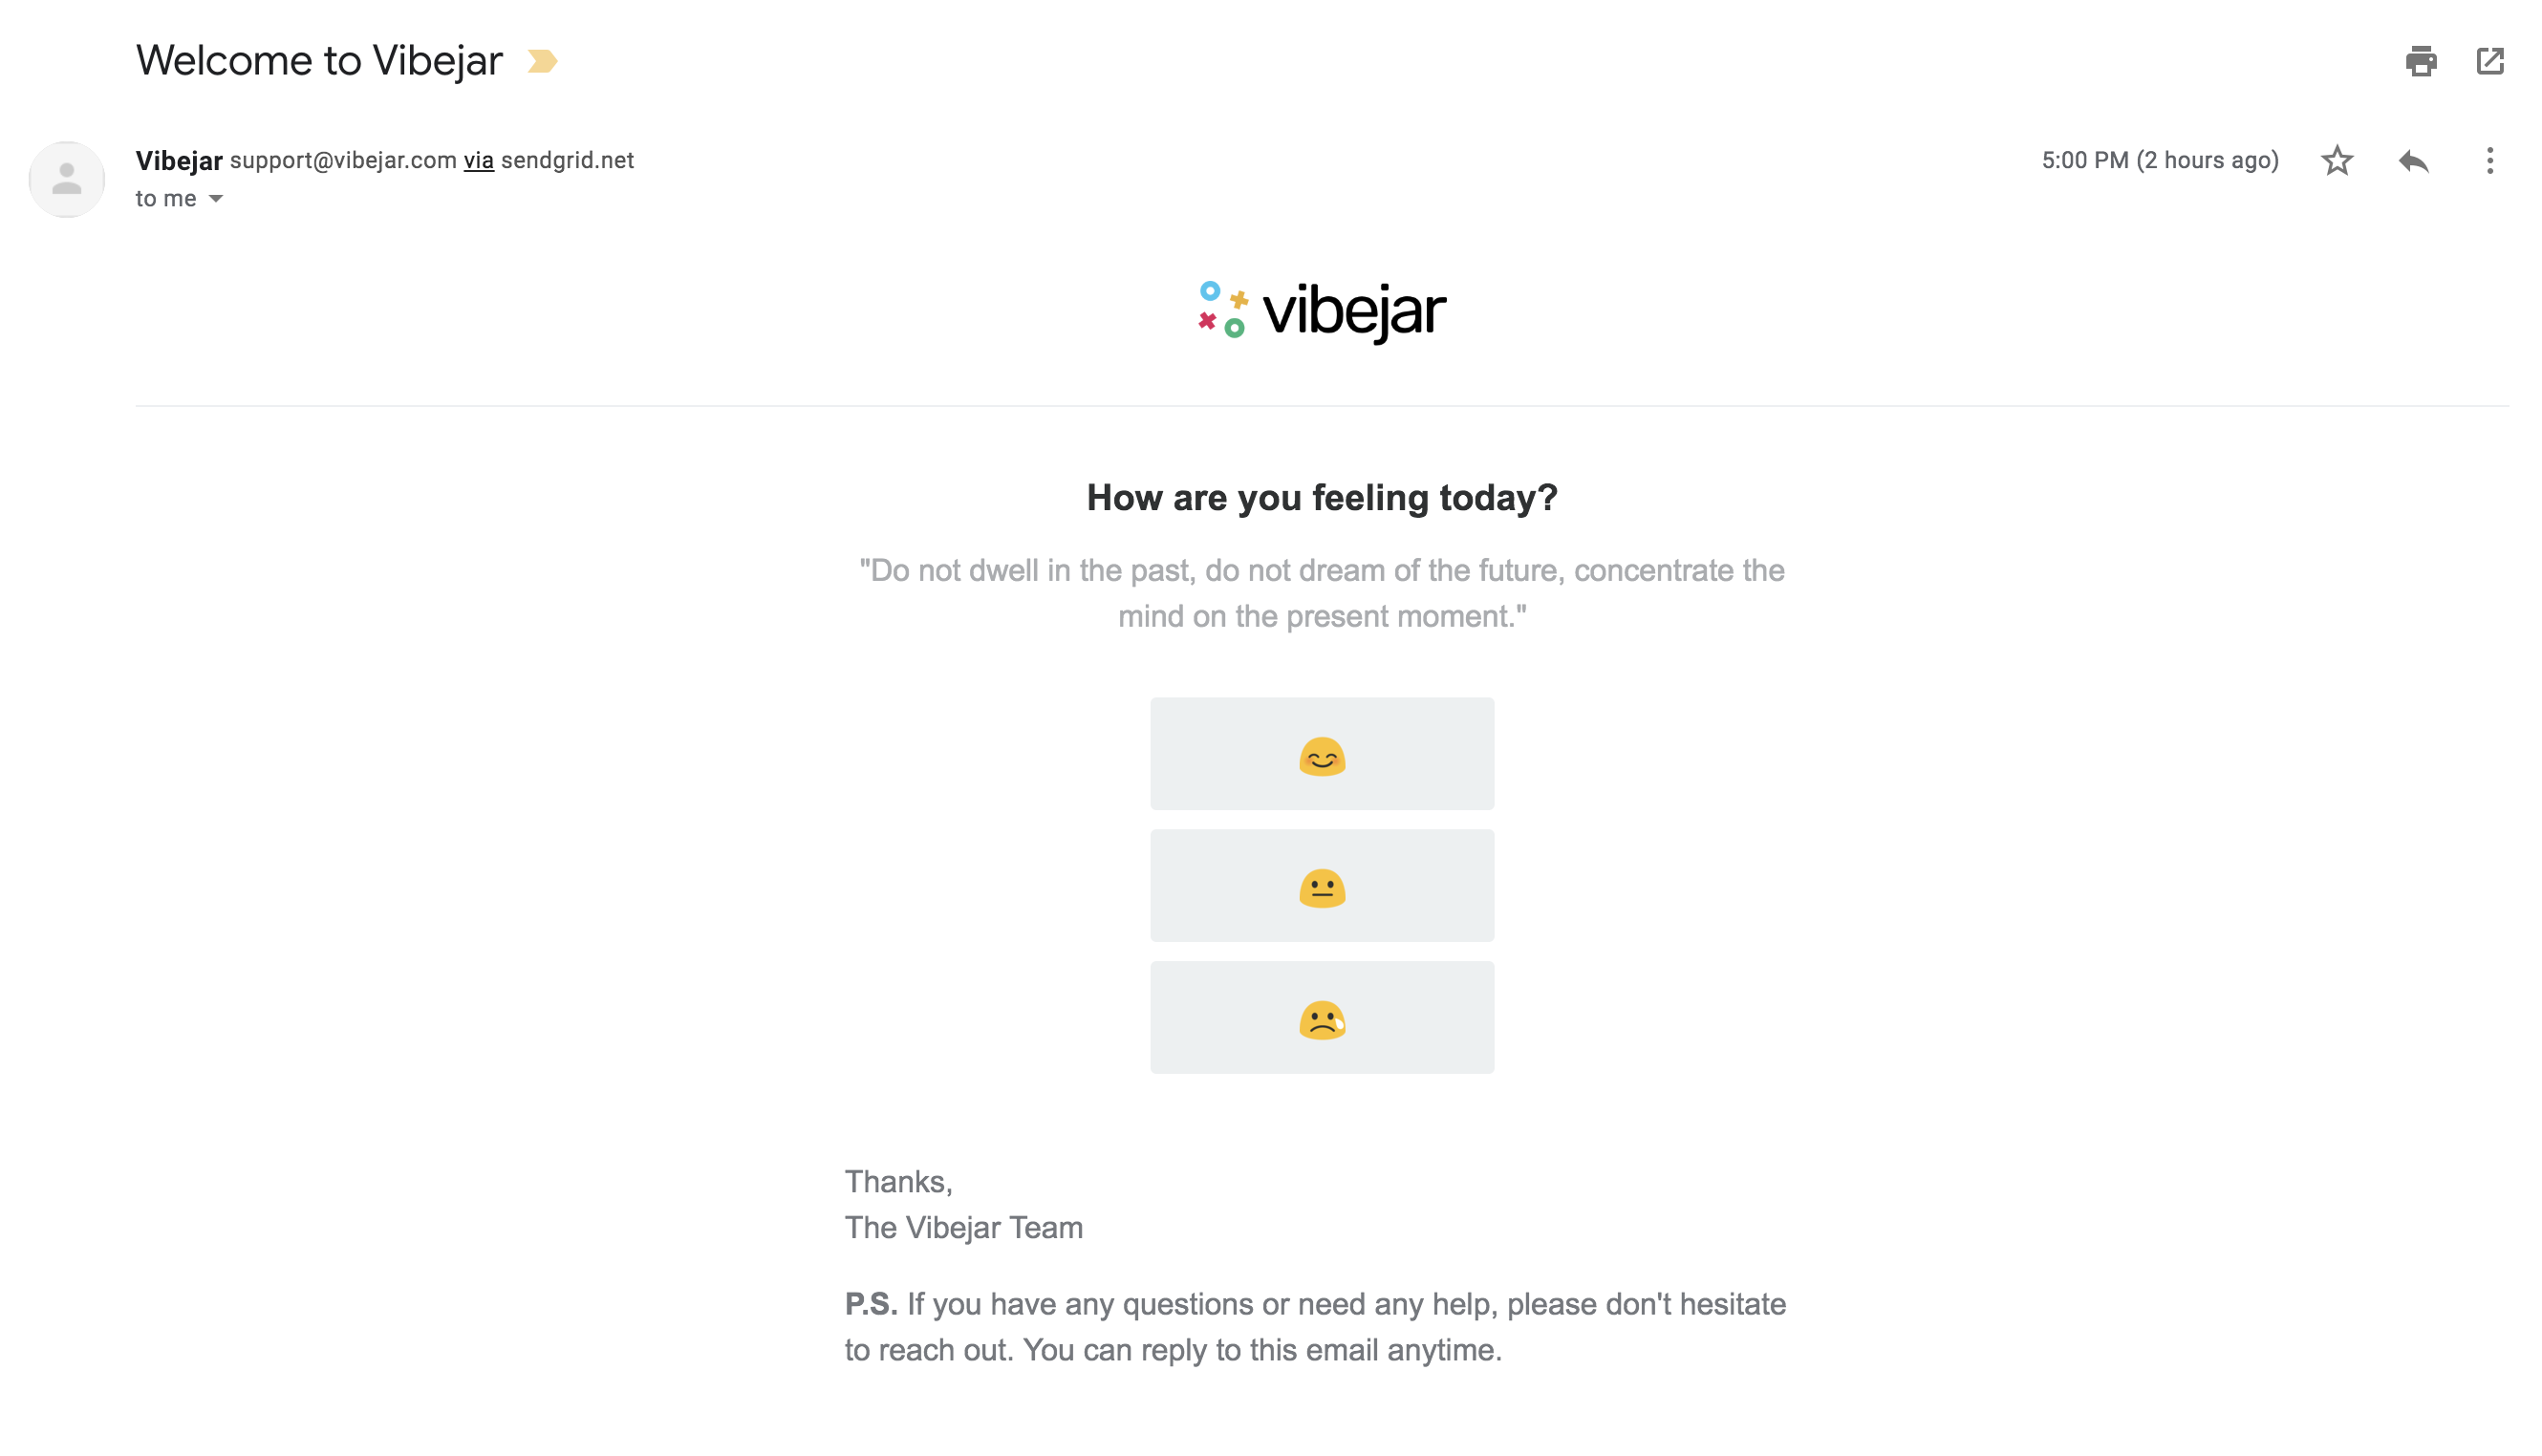 Welcome to Vibejar
Vibejar support@vibejar.com via sendgrid.net
5:00 PM (2 hours ago)
to me
vibejar
How are you feeling today?
"Do not dwell in the past, do not dream of the future, concentrate the
mind on the present moment."
Thanks,
The Vibejar Team
P.S. If you have any questions or need any help, please don't hesitate
to reach out. You can reply to this email anytime.